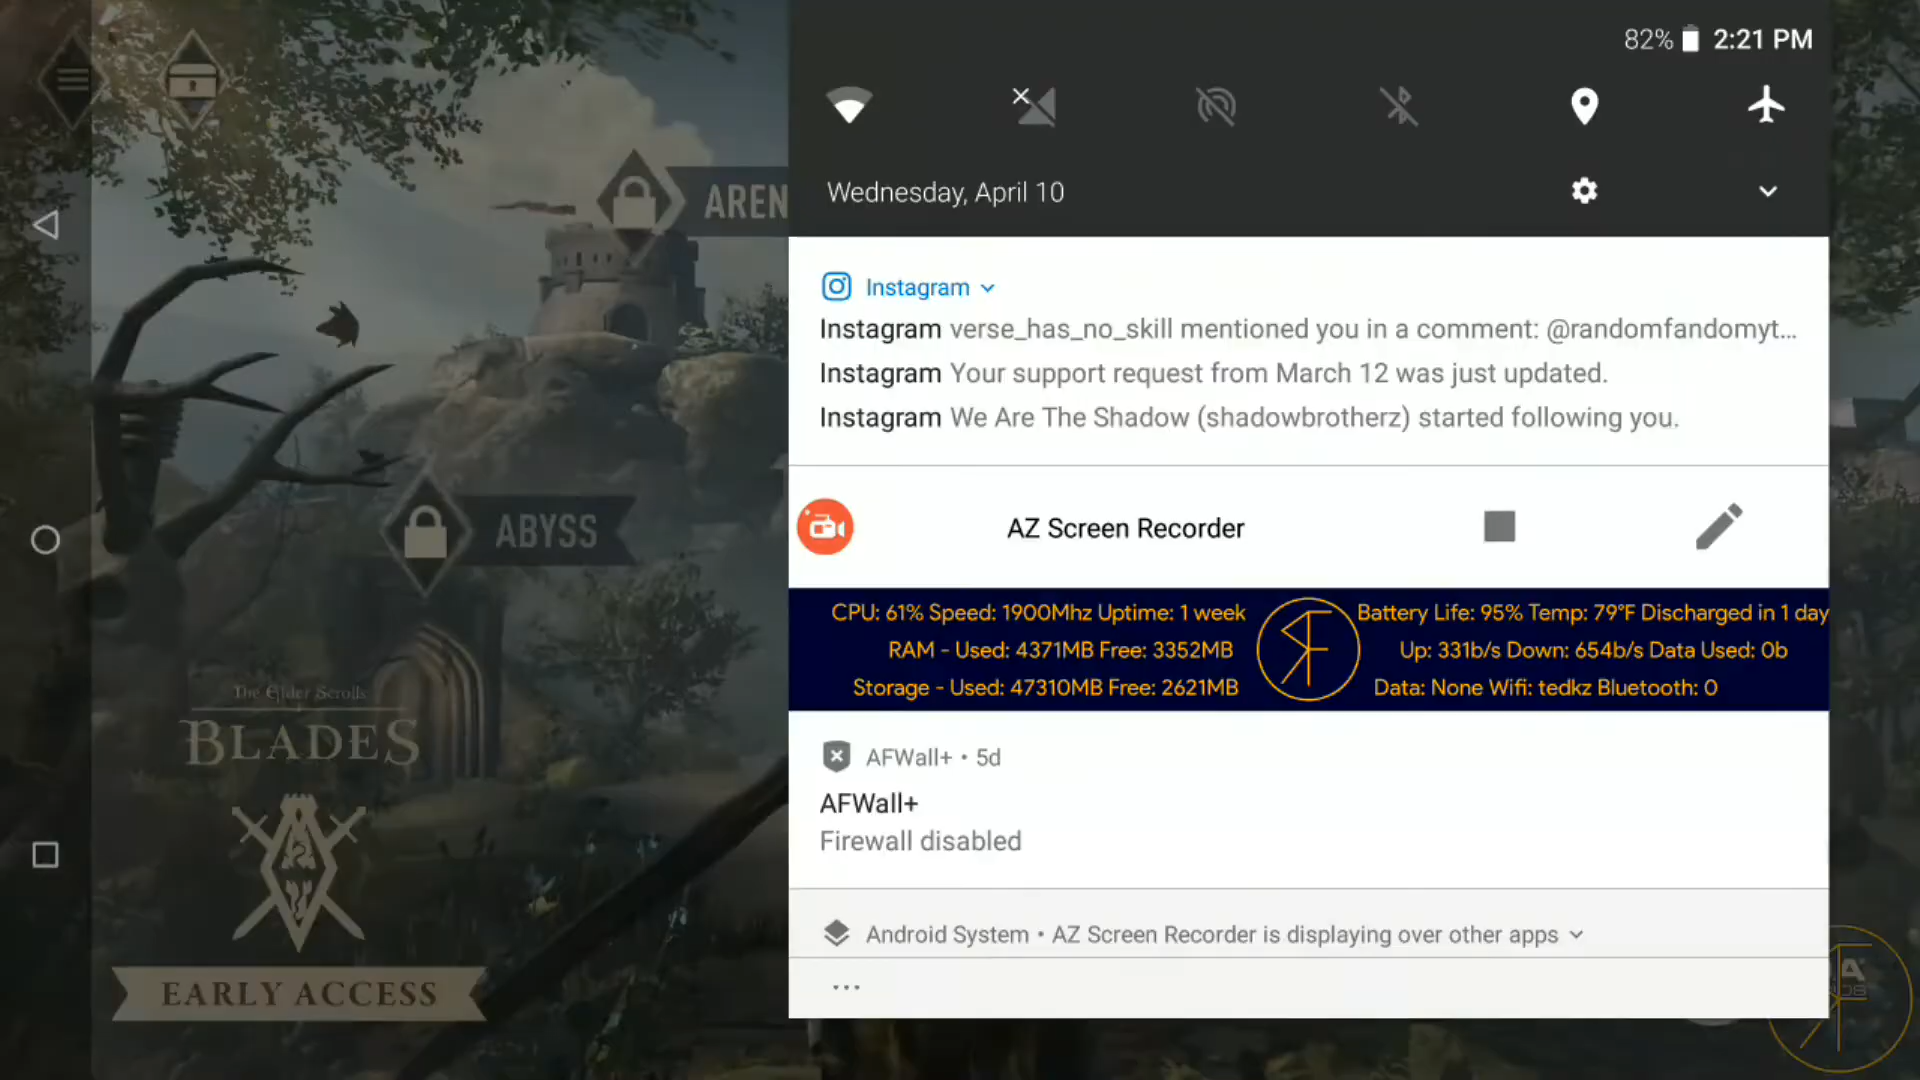 82% 2:21 PM
Wednesday, April 10
Instagram
Instagram verse_has_no_skill mentioned you in a comment: @randomfandomyt...
Instagram Your support request from March 12 was just updated.
Instagram We Are The Shadow (shadowbrotherz) started following you.
AZ Screen Recorder
CPU: 61% Speed: 1900Mhz Uptime: 1 week
RAM - Used: 4371MB Free: 3352MB
Storage - Used: 47310MB Free: 2621MB
Battery Life: 95% Temp: 79°F Discharged in 1 day
Up: 331b/s Down: 654b/s Data Used: 0b
Data: None Wifi: tedkz Bluetooth: 0
AFWall+ • 5d
AFWall+
Firewall disabled
Android System • AZ Screen Recorder is displaying over other apps
...
AREN
ABYSS
The Elder Scrolls
BLADES
EARLY ACCESS